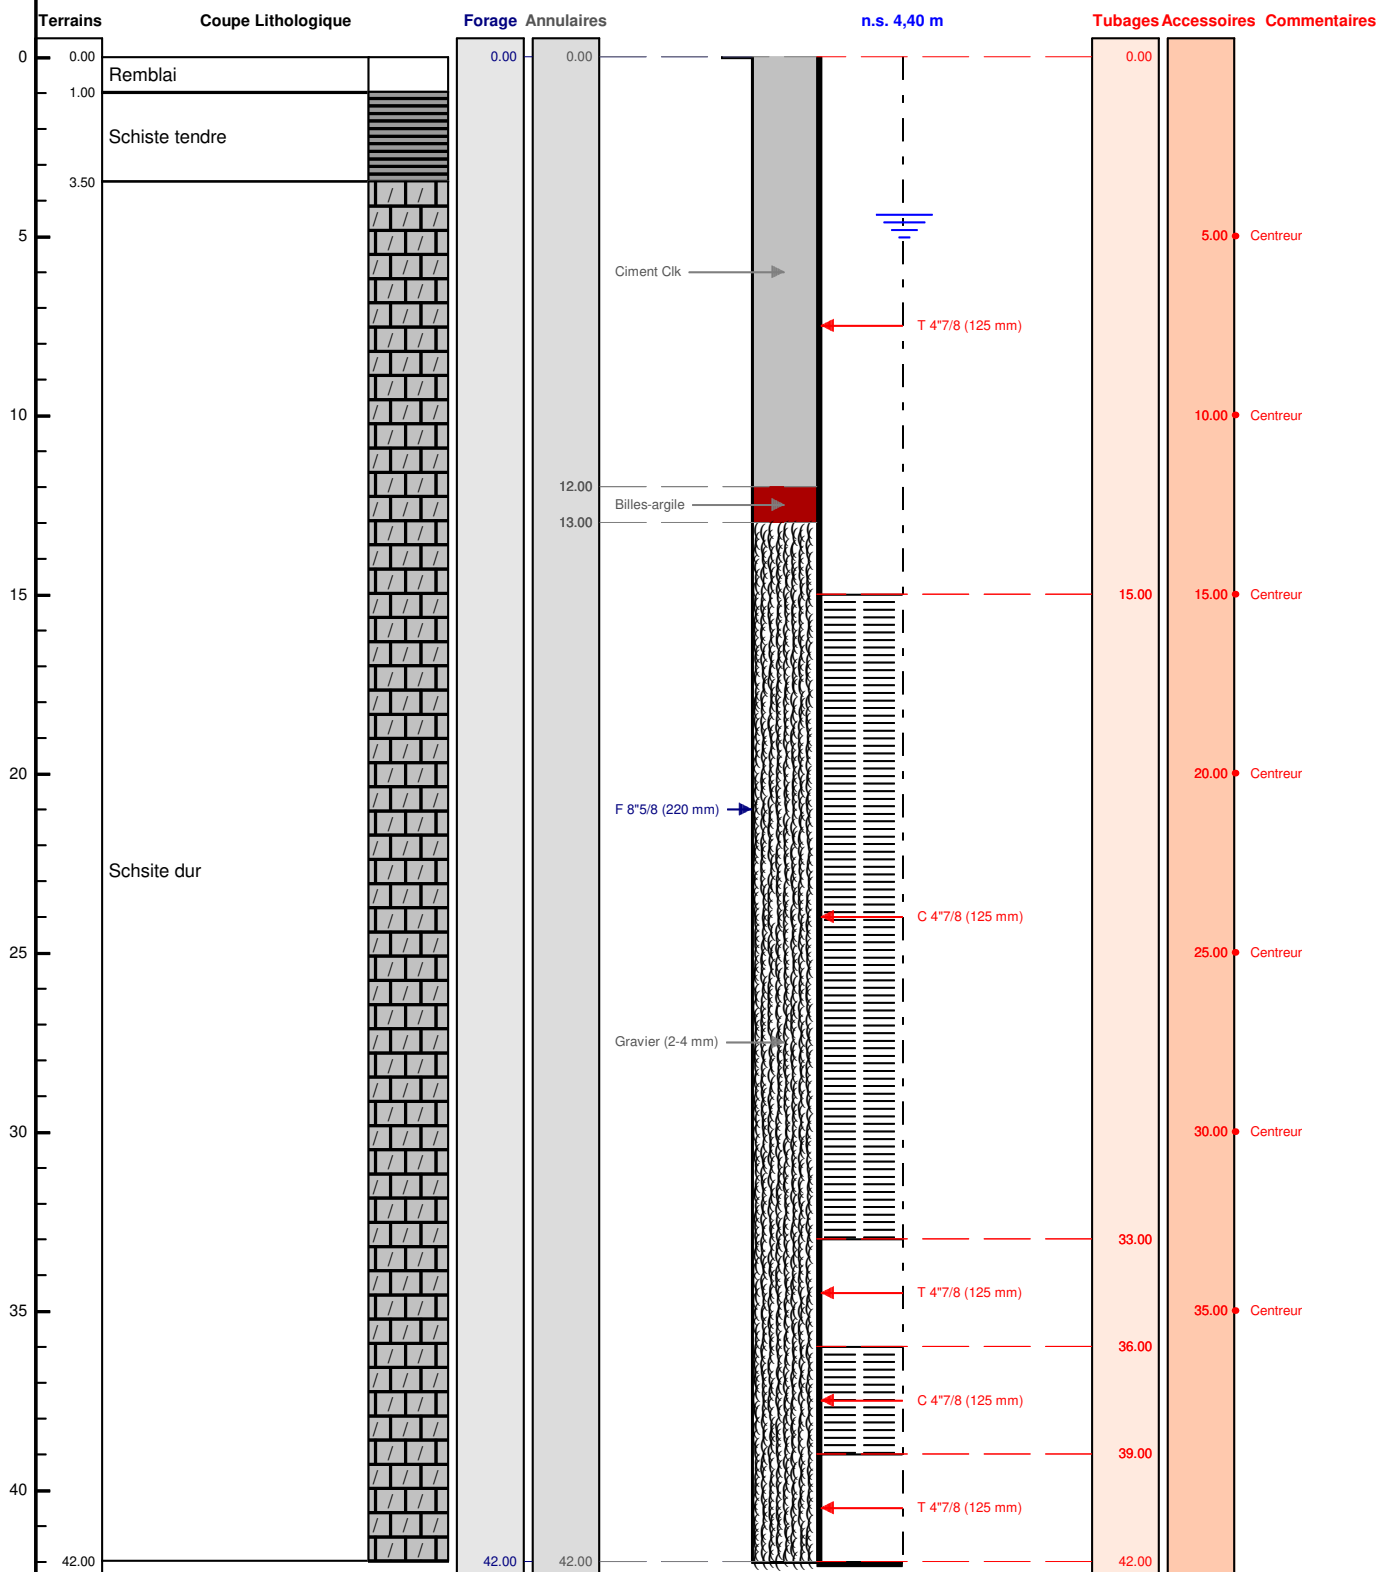 Terrains Coupe Lithologique Forage Annulaires n.s. 4,40 m Tubages Accessoires Commentaires
0 0.00 0.00 0.00 0.00
Remblai
1.00
Schiste tendre
3.50
5 5.00 Centreur
Ciment Clk
T 4"7/8 (125 mm)
10 10.00 Centreur
12.00
Billes-argile
13.00
15 15.00 15.00 Centreur
20 20.00 Centreur
F 8"5/8 (220 mm)
Schsite dur
C 4"7/8 (125 mm)
25 25.00 Centreur
Gravier (2-4 mm)
30 30.00 Centreur
33.00
T 4"7/8 (125 mm)
35 35.00 Centreur
36.00
C 4"7/8 (125 mm)
39.00
40
T 4"7/8 (125 mm)
42.00 42.00 42.00 42.00